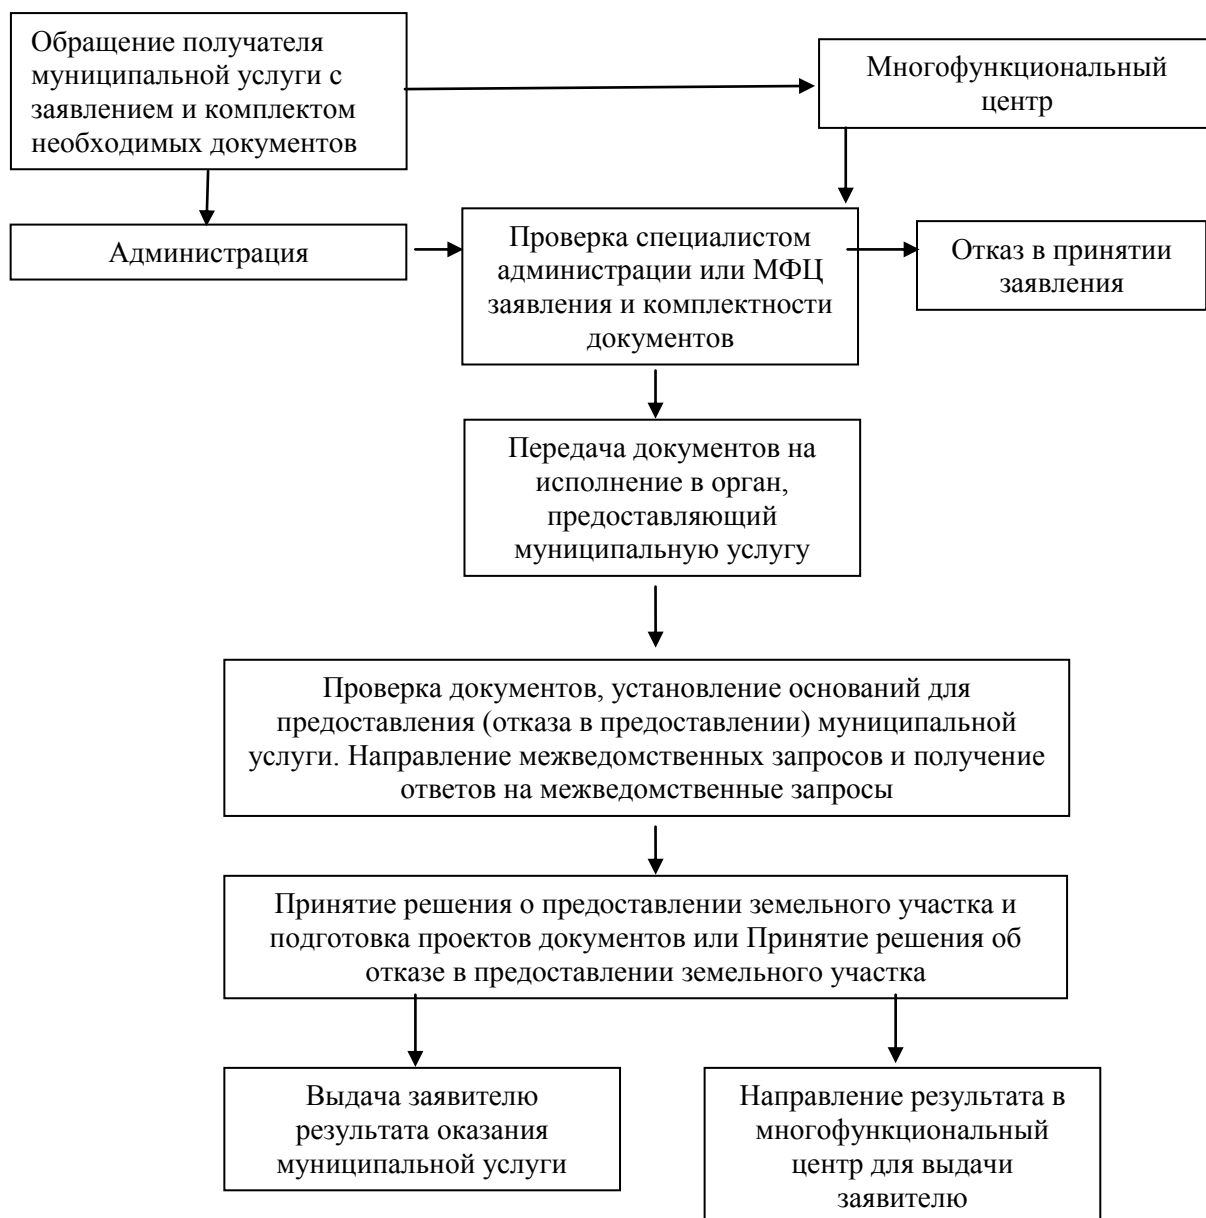 Обращение получателя
муниципальной услуги с
заявлением и комплектом
необходимых документов
Многофункциональный
центр
Администрация
Проверка специалистом
администрации или МФЦ
заявления и комплектности
документов
Отказ в принятии
заявления
Передача документов на
исполнение в орган,
предоставляющий
муниципальную услугу
Проверка документов, установление оснований для
предоставления (отказа в предоставлении) муниципальной
услуги. Направление межведомственных запросов и получение
ответов на межведомственные запросы
Принятие решения о предоставлении земельного участка и
подготовка проектов документов или Принятие решения об
отказе в предоставлении земельного участка
Выдача заявителю
результата оказания
муниципальной услуги
Направление результата в
многофункциональный
центр для выдачи
заявителю